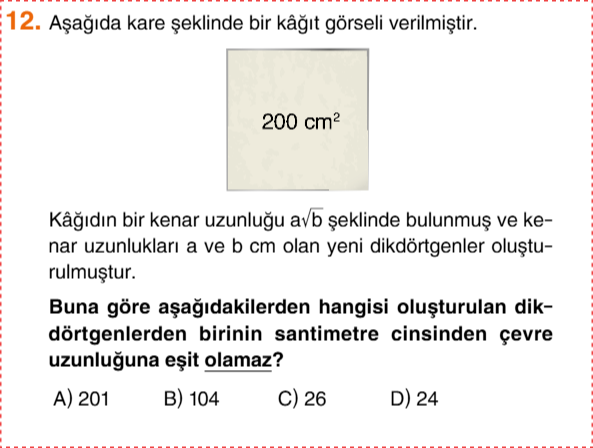 12. Aşağıda kare şeklinde bir kâğıt görseli verilmiştir.
200 cm²
Kâğıdın bir kenar uzunluğu a√b şeklinde bulunmuş ve ke-
nar uzunlukları a ve b cm olan yeni dikdörtgenler oluştu-
rulmuştur.
Buna göre aşağıdakilerden hangisi oluşturulan dik-
dörtgenlerden birinin santimetre cinsinden çevre
uzunluğuna eşit olamaz?
A) 201 B) 104 C) 26 D) 24